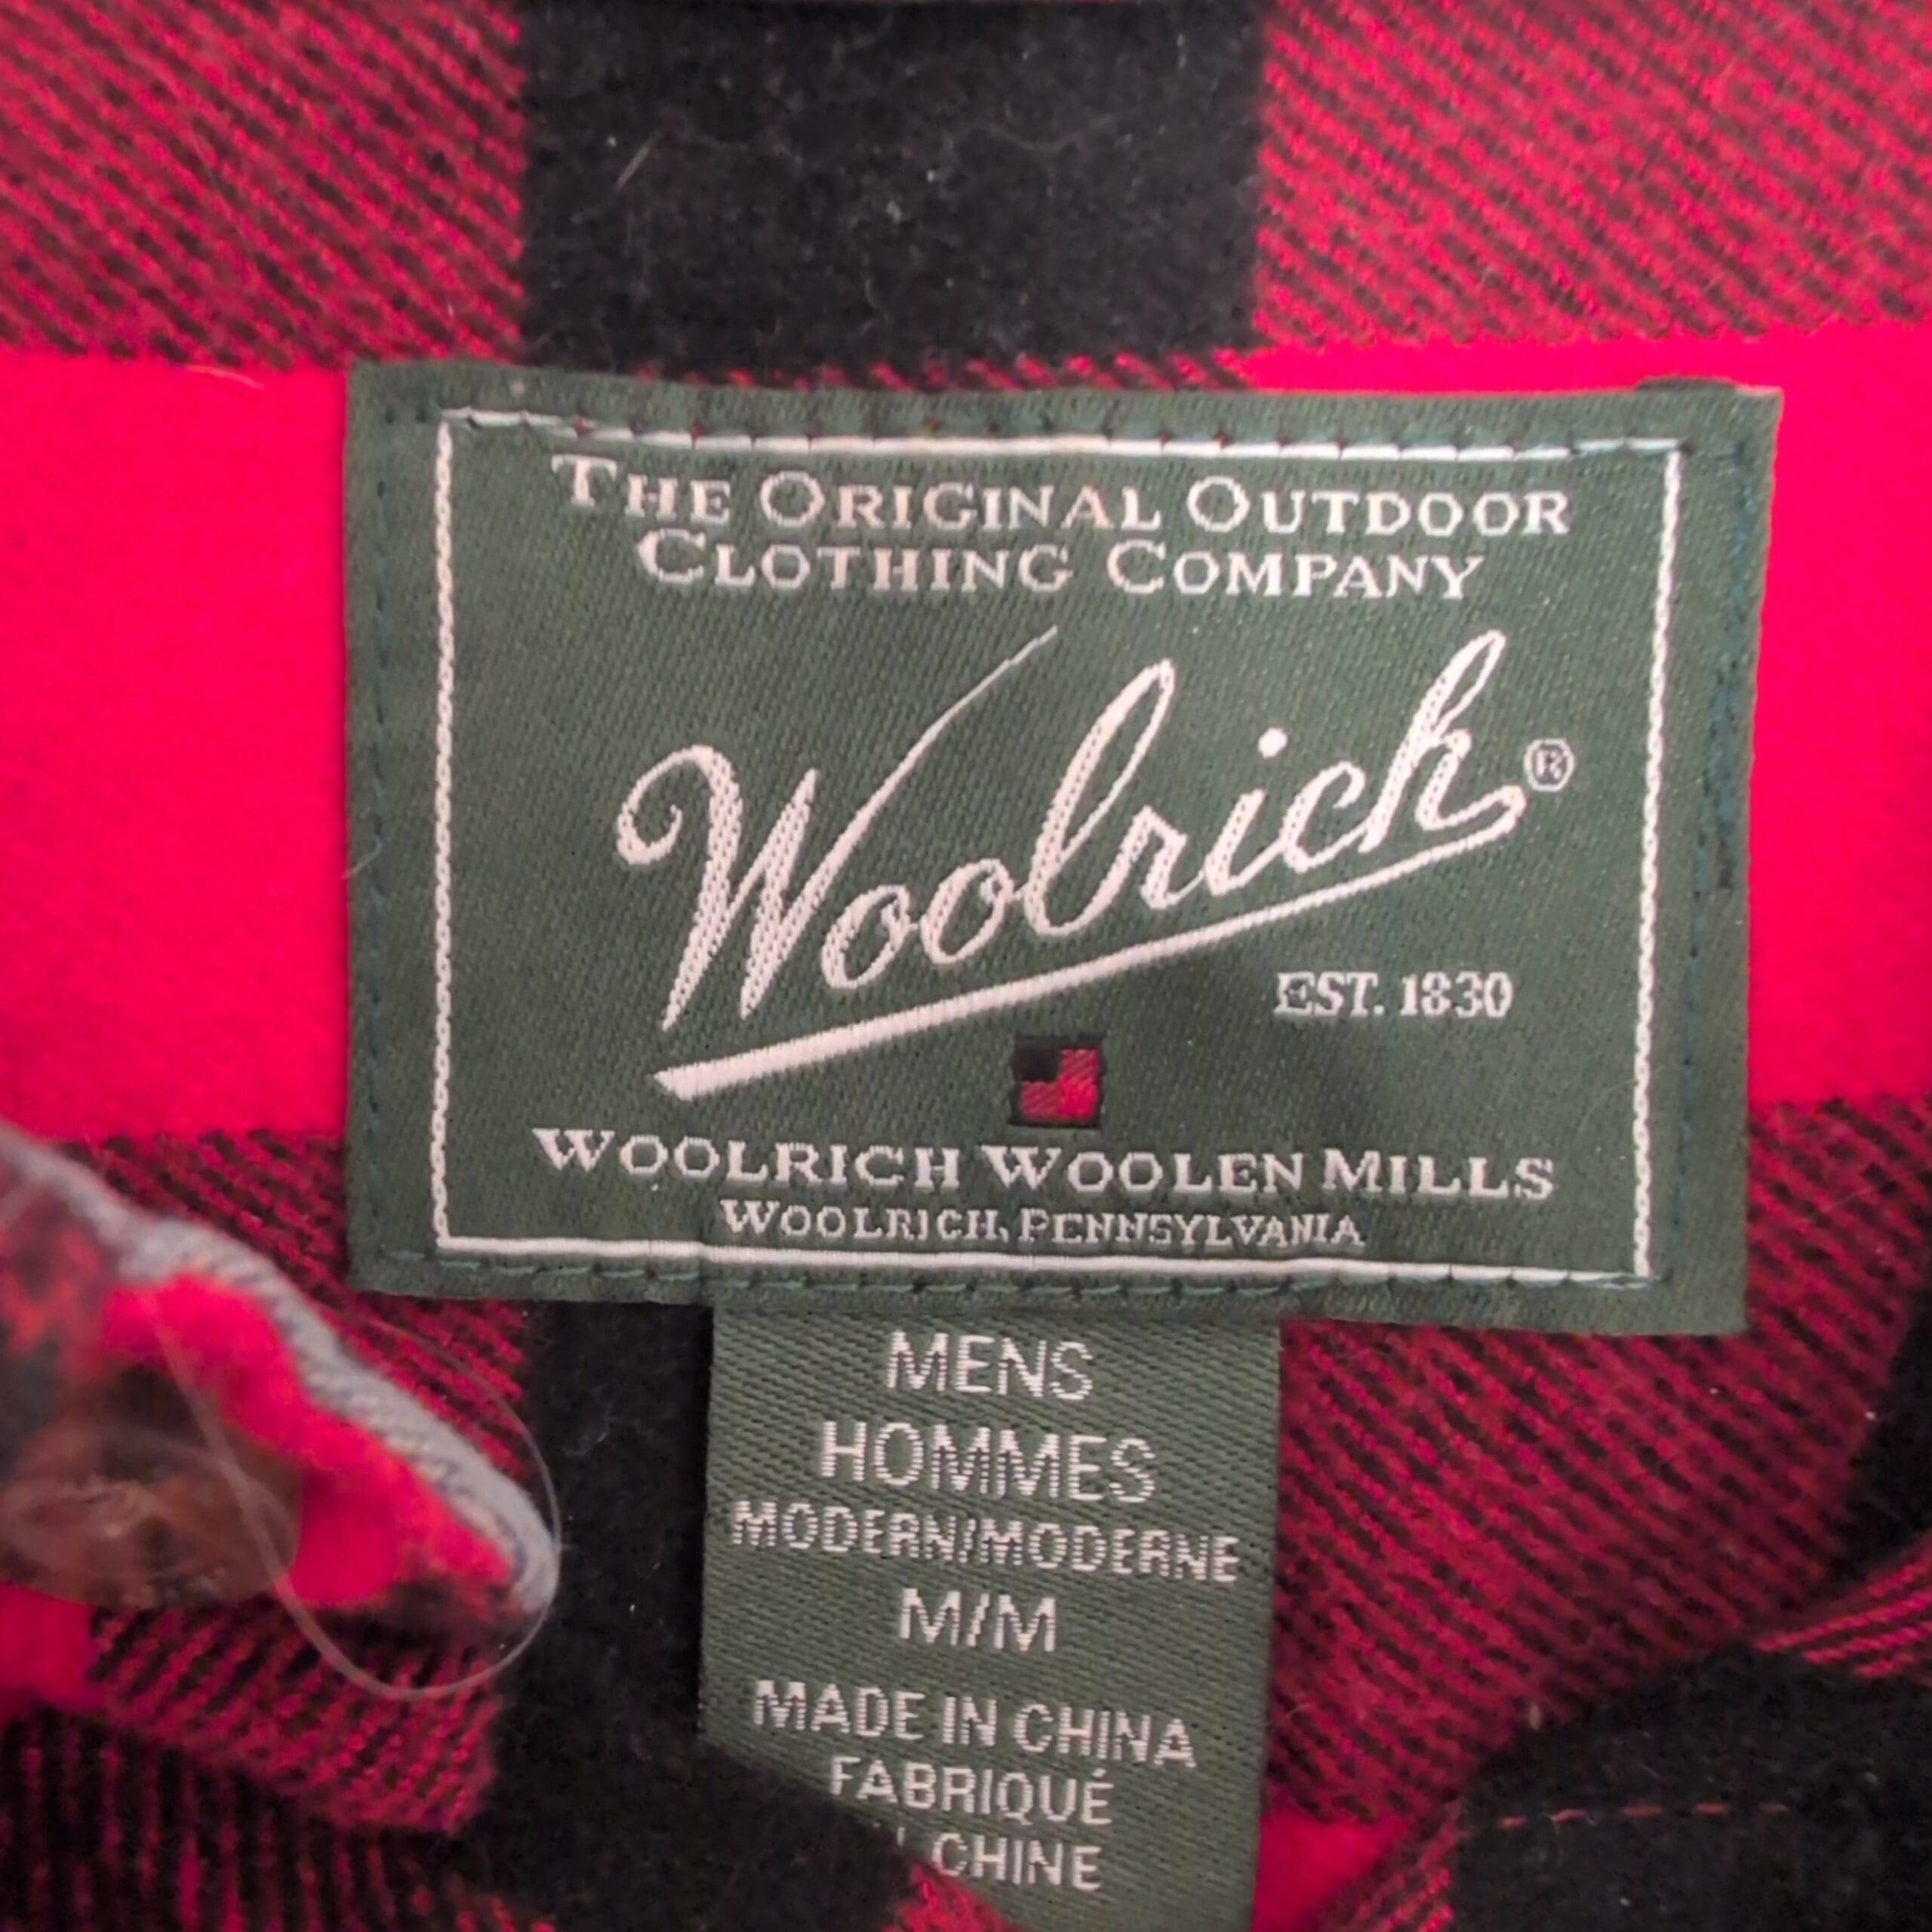 THE ORIGINAL OUTDOOR
CLOTHING COMPANY
Woolrich®
EST. 1830
WOOLRICH WOOLEN MILLS
WOOLRICH, PENNSYLVANIA
MENS
HOMMES
MODERN/MODERNE
M/M
MADE IN CHINA
FABRIQUÉ
CHINE